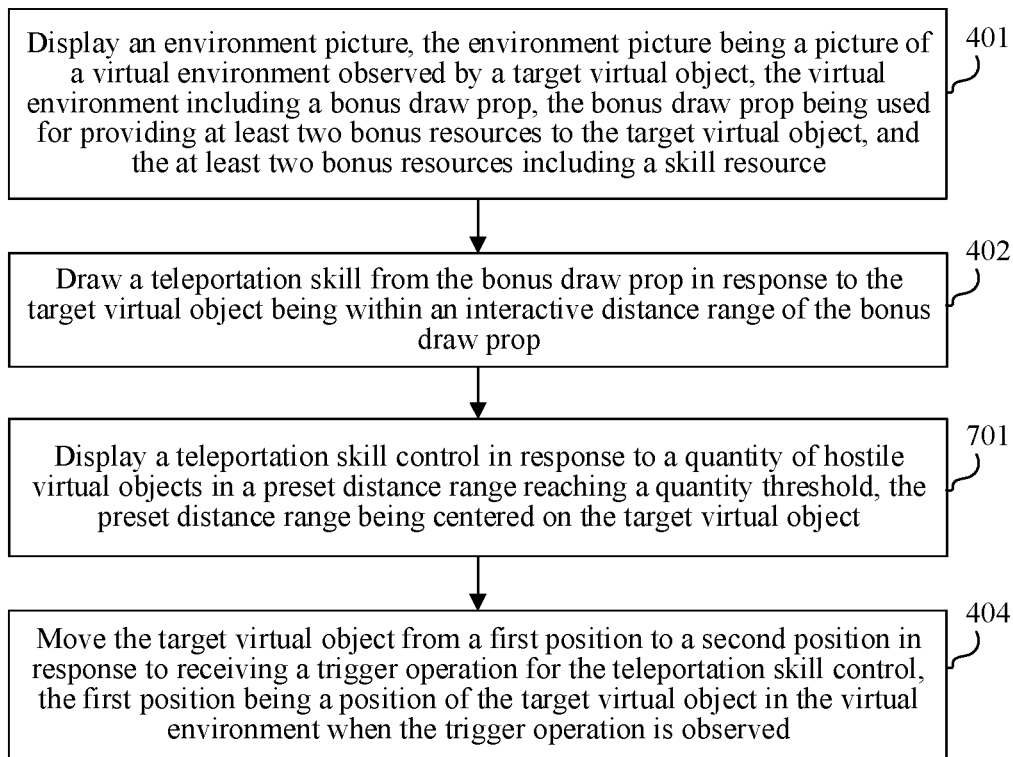 Display an environment picture, the environment picture being a picture of
a virtual environment observed by a target virtual object, the virtual
environment including a bonus draw prop, the bonus draw prop being used
for providing at least two bonus resources to the target virtual object, and
the at least two bonus resources including a skill resource
401
Draw a teleportation skill from the bonus draw prop in response to the
target virtual object being within an interactive distance range of the bonus
draw prop
402
Display a teleportation skill control in response to a quantity of hostile
virtual objects in a preset distance range reaching a quantity threshold, the
preset distance range being centered on the target virtual object
701
Move the target virtual object from a first position to a second position in
response to receiving a trigger operation for the teleportation skill control,
the first position being a position of the target virtual object in the virtual
environment when the trigger operation is observed
404